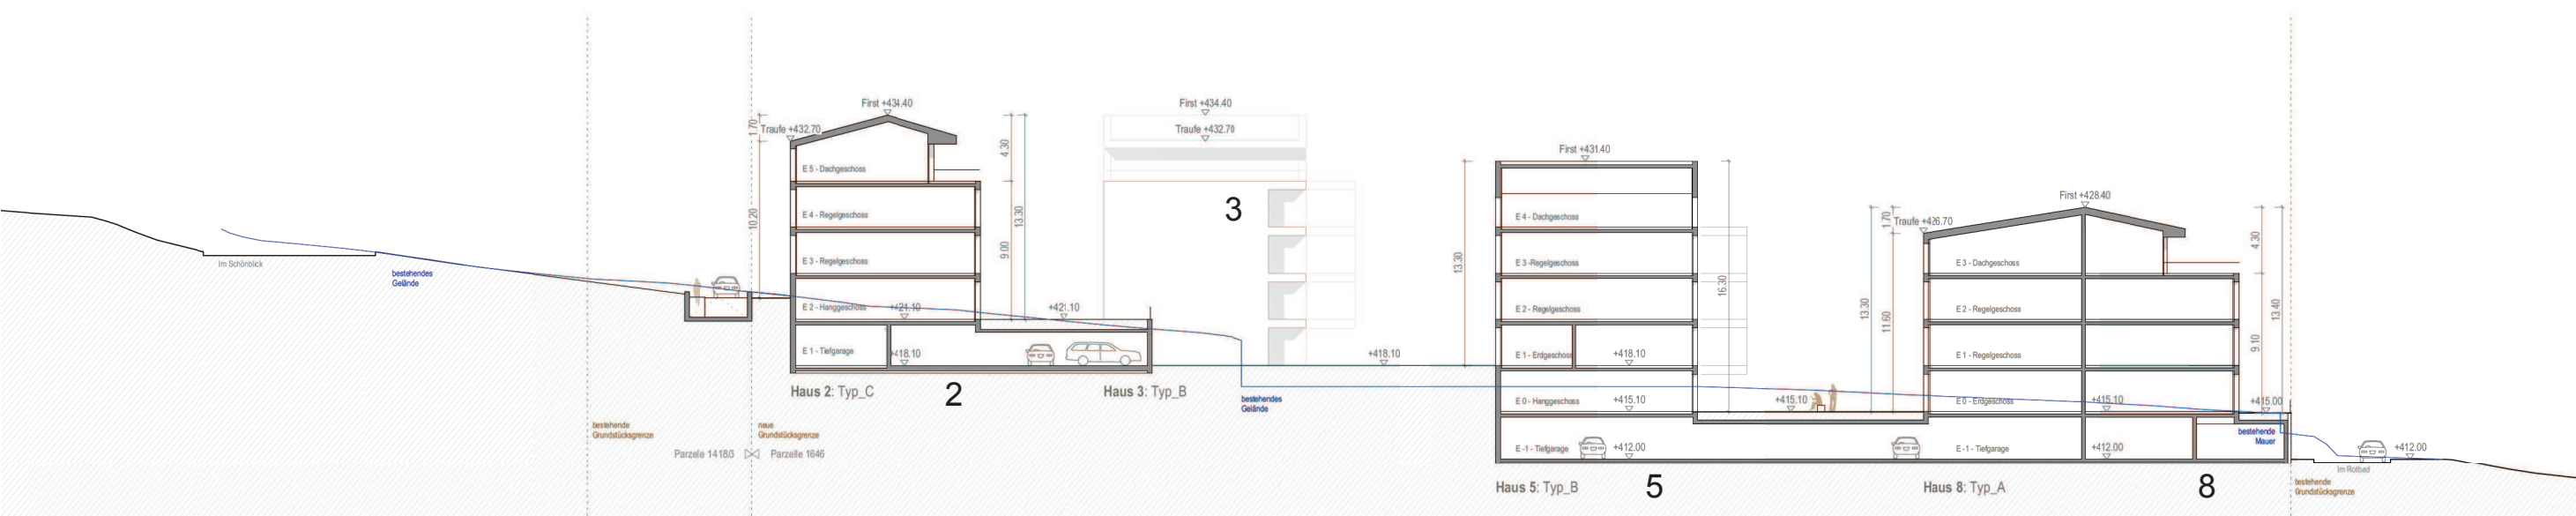 Im Schönblick
bestehendes
Gelände
bestehende
Grundstücksgrenze
neue
Grundstücksgrenze
Parzele 1418/3
Parzelle 1646
First +434.40
Traufe +432.70
1.70
10.20
4.30
9.00
13.30
E 5 - Dachgeschoss
E 4 - Regelgeschoss
E 3 - Regelgeschoss
E 2 - Hanggeschoss
+421.10
+421.10
E 1 - Tiefgarage
+418.10
Haus 2: Typ_C
2
First +434.40
Traufe +432.70
3
Haus 3: Typ_B
bestehendes
Gelände
+418.10
First +431.40
13.30
16.30
E 4 - Dachgeschoss
E 3 -Regelgeschoss
E 2 - Regelgeschoss
E 1 - Erdgeschoss
+418.10
E 0 - Hanggeschoss
+415.10
E -1 - Tiefgarage
+412.00
Haus 5: Typ_B
5
+415.10
First +428.40
Traufe +426.70
1.70
13.30
11.60
4.30
9.10
13.40
E 3 - Dachgeschoss
E 2 - Regelgeschoss
E 1 - Regelgeschoss
E 0 - Erdgeschoss
+415.10
+415.00
E -1 - Tiefgarage
+412.00
Haus 8: Typ_A
8
bestehende
Mauer
+412.00
Im Rotbad
bestehende
Grundstücksgrenze